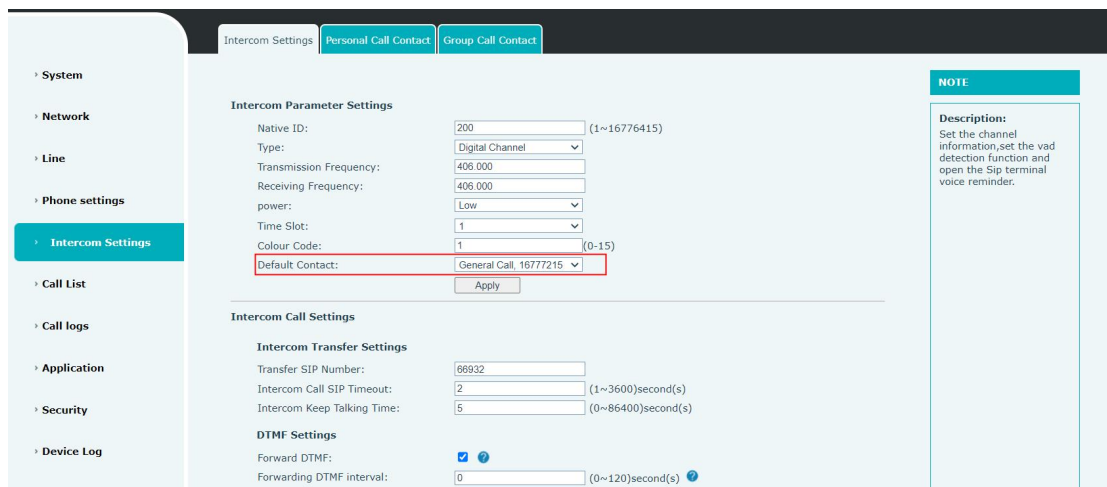 Intercom Settings Personal Call Contact Group Call Contact
System
Network
Line
Phone settings
Intercom Settings
Call List
Call logs
Application
Security
Device Log
Intercom Parameter Settings
Native ID: 200 (1~16776415)
Type: Digital Channel
Transmission Frequency: 406.000
Receiving Frequency: 406.000
power: Low
Time Slot: 1
Colour Code: 1 (0-15)
Default Contact: General Call, 16777215
Apply
Intercom Call Settings
Intercom Transfer Settings
Transfer SIP Number: 66932
Intercom Call SIP Timeout: 2 (1~3600)second(s)
Intercom Keep Talking Time: 5 (0~86400)second(s)
DTMF Settings
Forward DTMF: ?
Forwarding DTMF interval: 0 (0~120)second(s) ?
NOTE
Description:
Set the channel
information,set the vad
detection function and
open the Sip terminal
voice reminder.